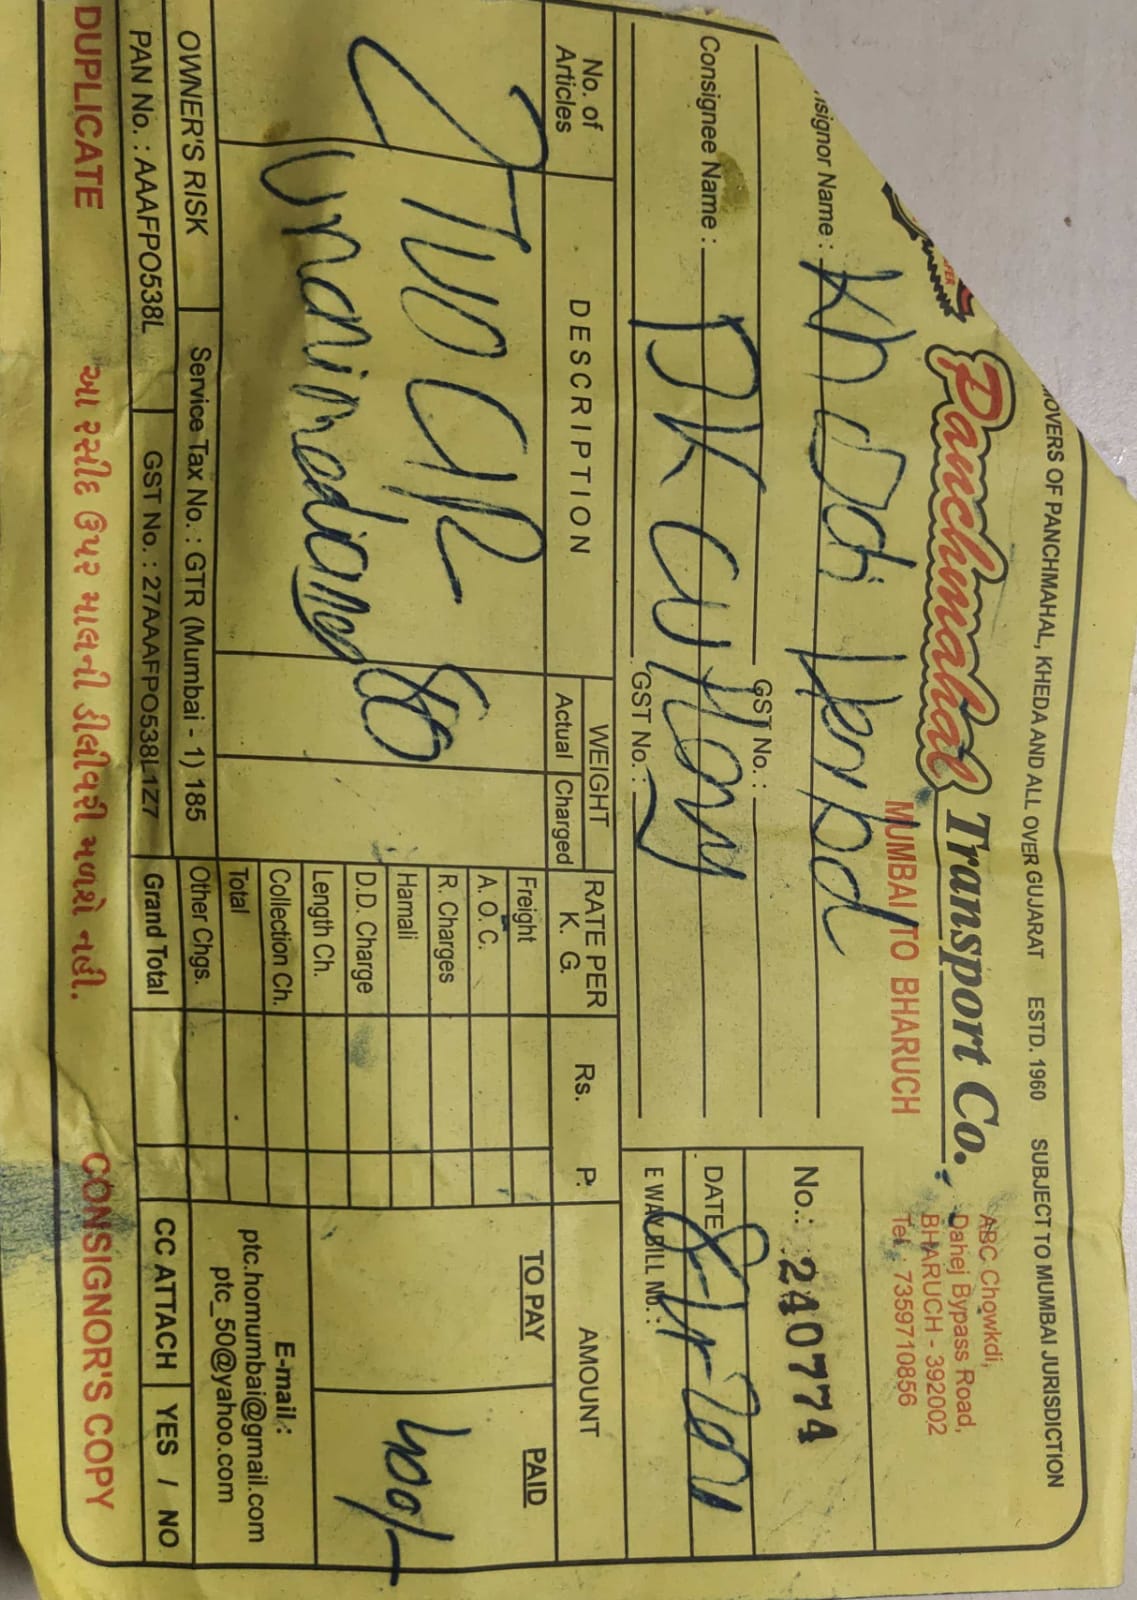 OVERS OF PANCHMAHAL, KHEDA AND ALL OVER GUJARAT ESTD. 1960 SUBJECT TO MUMBAI JURISDICTION
Panchmahal Transport Co.
MUMBAI TO BHARUCH
ABC Chowkdi,
Dahej Bypass Road,
BHARUCH - 392002
Tel. 7359710856
nsignor Name :
GST No. :
No. : 240774
Consignee Name :
GST No. :
DATE
E WAY BILL No. :
No. of Articles
DESCRIPTION
WEIGHT
Actual Charged
RATE PER K. G.
Rs. P.
AMOUNT
TWO
Freight
TO PAY PAID
A. O. C.
R. Charges
400/-
Hamali
D.D. Charge
Length Ch.
Collection Ch.
E-mail :
Total
ptc.homumbai@gmail.com
OWNER'S RISK Service Tax No. : GTR (Mumbai - 1) 185 Other Chgs.
ptc_50@yahoo.com
PAN No. : AAAFPO538L GST No. : 27AAAFPO538L1Z7 Grand Total CC ATTACH YES / NO
DUPLICATE આ રસીદ ઉપર માલની ડીલીવરી મળશે નહી. CONSIGNOR'S COPY